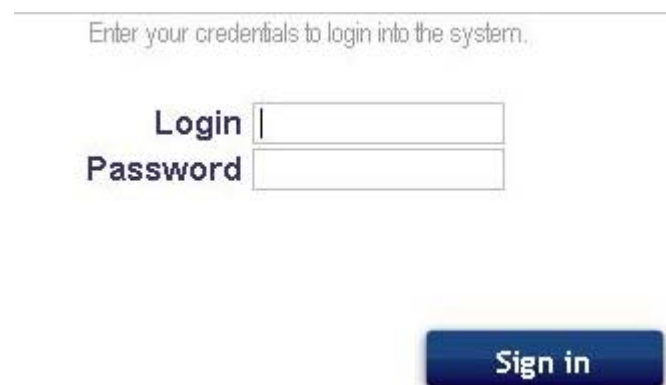 Enter your credentials to login into the system.
Login
Password
Sign in